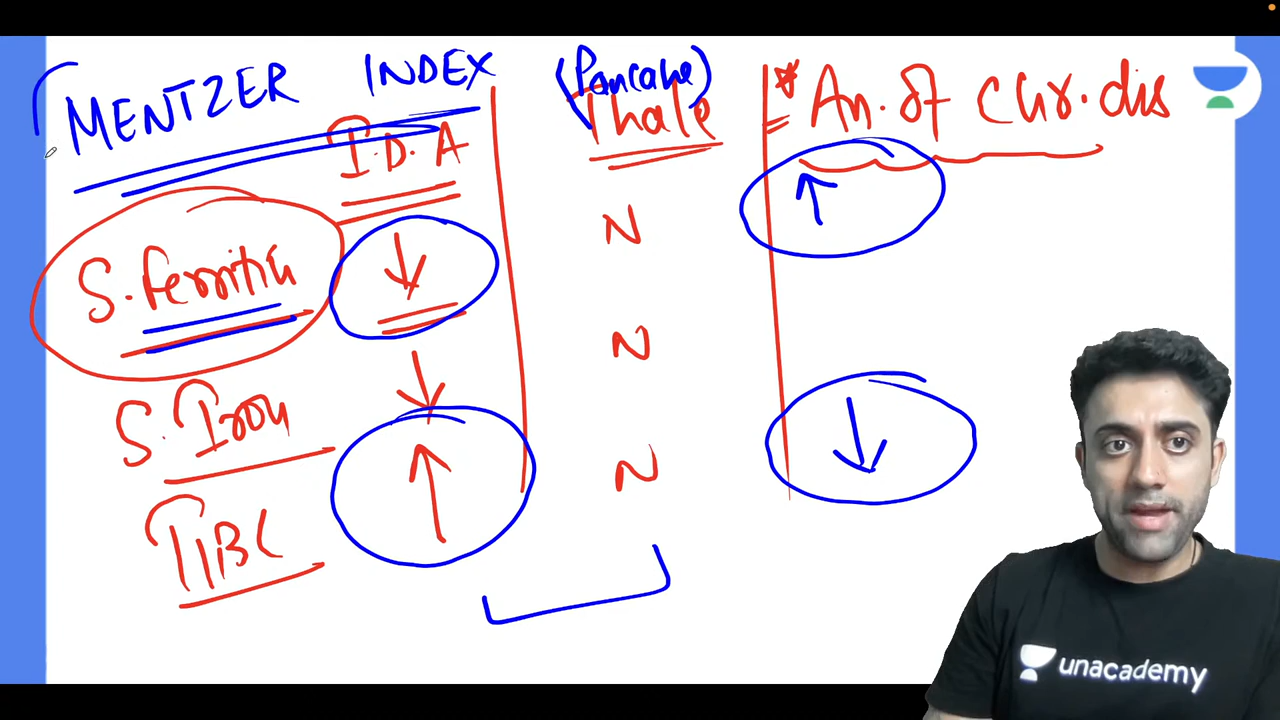 MENTZER INDEX (Pancake)
I.D.A Thale * An. of Chr. dis
S. Ferritin ↓ N ↑
S. Iron ↓ N
TIBC ↑ N ↓
unacademy